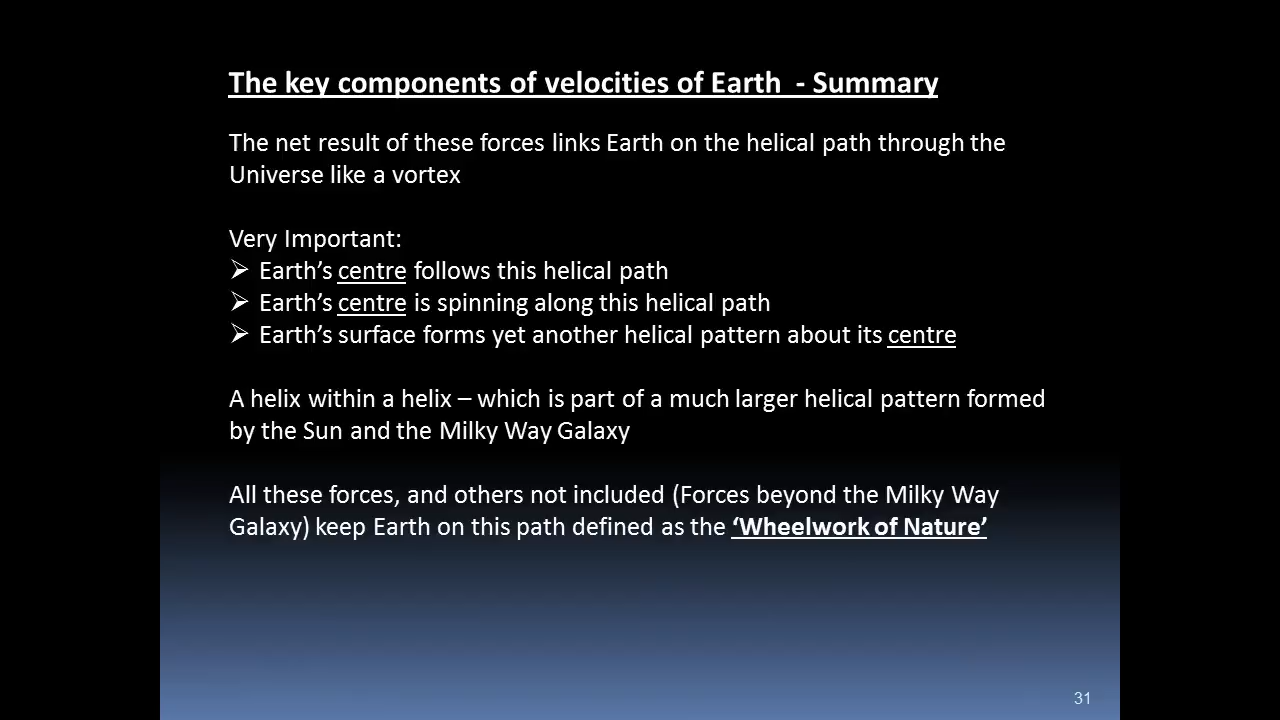 The key components of velocities of Earth - Summary
The net result of these forces links Earth on the helical path through the
Universe like a vortex
Very Important:
➢ Earth’s centre follows this helical path
➢ Earth’s centre is spinning along this helical path
➢ Earth’s surface forms yet another helical pattern about its centre
A helix within a helix – which is part of a much larger helical pattern formed
by the Sun and the Milky Way Galaxy
All these forces, and others not included (Forces beyond the Milky Way
Galaxy) keep Earth on this path defined as the ‘Wheelwork of Nature’
31